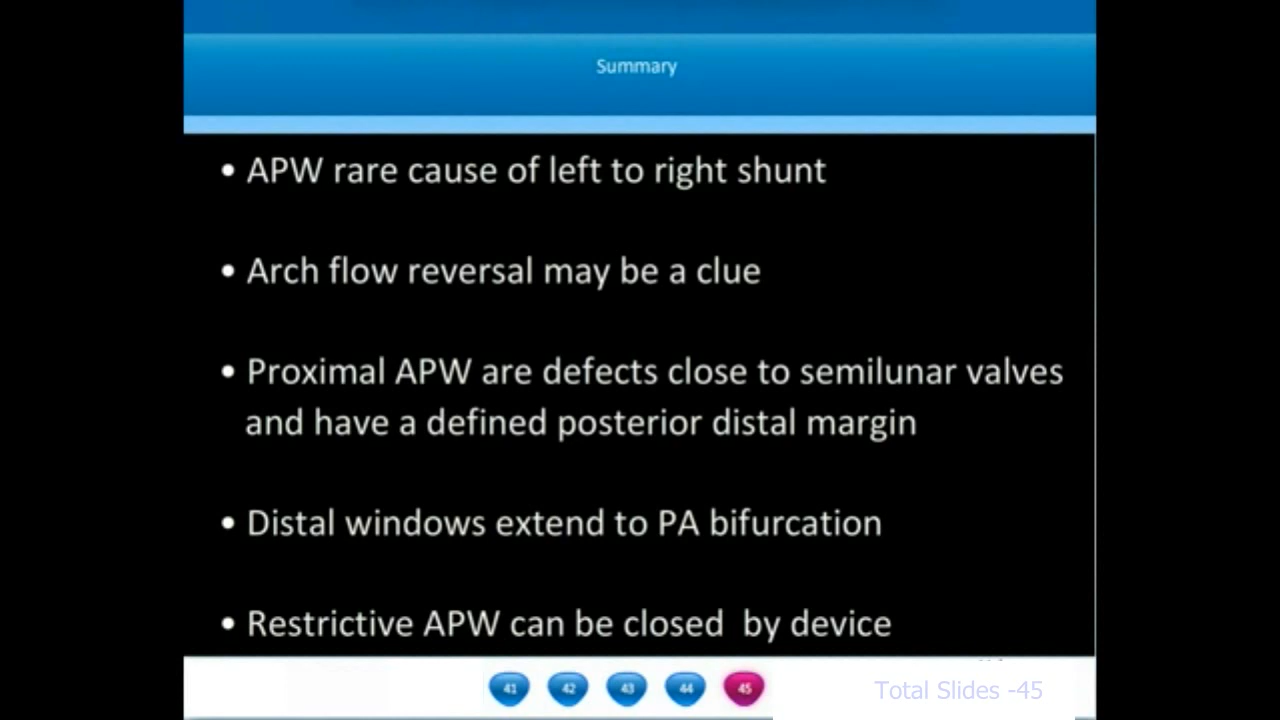 Summary
• APW rare cause of left to right shunt
• Arch flow reversal may be a clue
• Proximal APW are defects close to semilunar valves
and have a defined posterior distal margin
• Distal windows extend to PA bifurcation
• Restrictive APW can be closed  by device
41 42 43 44 45
Total Slides -45